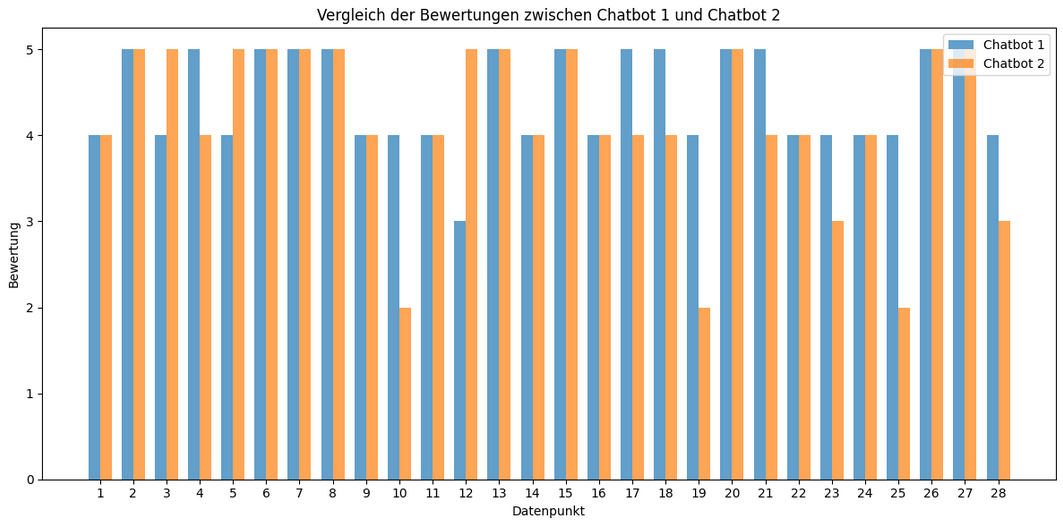 Vergleich der Bewertungen zwischen Chatbot 1 und Chatbot 2
Chatbot 1
Chatbot 2
Bewertung
5
4
3
2
1
0
1 2 3 4 5 6 7 8 9 10 11 12 13 14 15 16 17 18 19 20 21 22 23 24 25 26 27 28
Datenpunkt